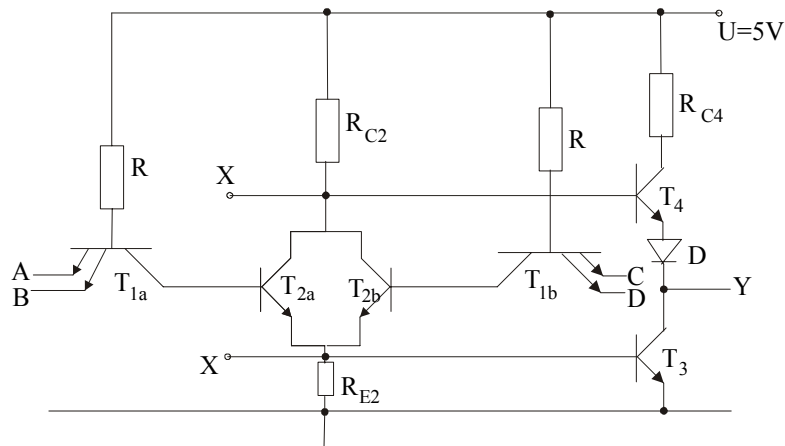 U=5V
R
R C2
R
R C4
X
T 4
A
B
T 1a
T 2a
T 2b
T 1b
C
D
D
Y
X
R E2
T 3